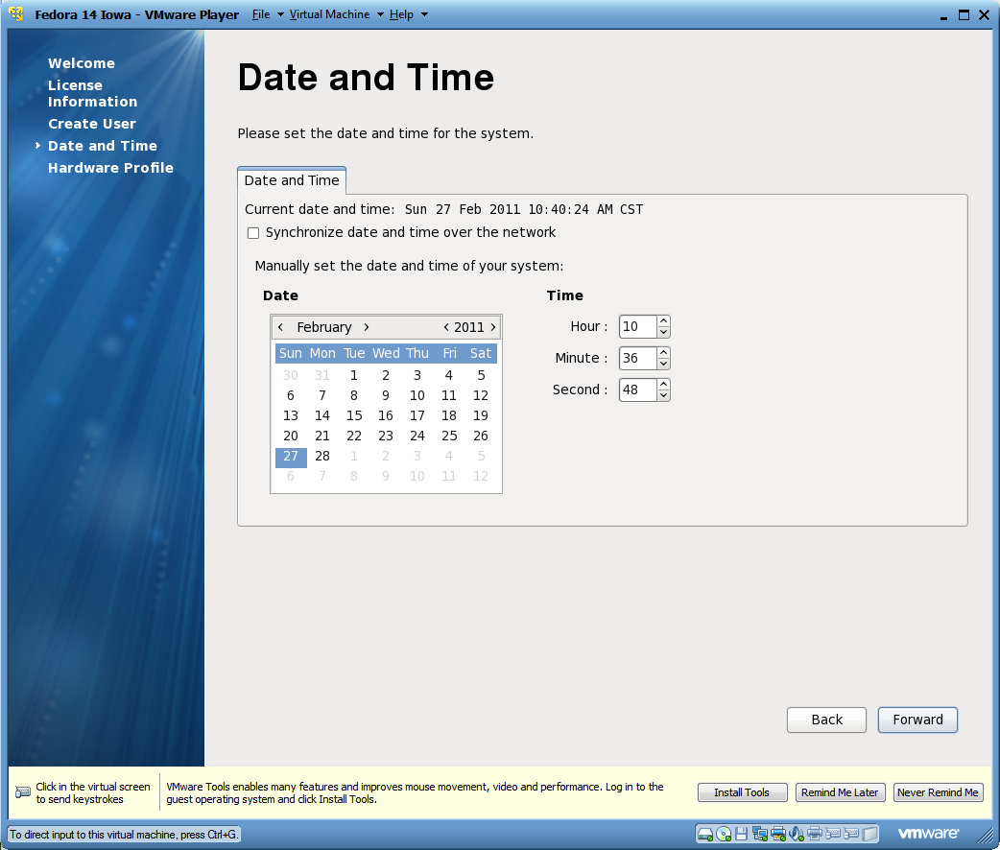 Fedora 14 Iowa - VMware Player File Virtual Machine Help
Welcome
License
Information
Create User
Date and Time
Hardware Profile
Date and Time
Please set the date and time for the system.
Date and Time
Current date and time: Sun 27 Feb 2011 10:40:24 AM CST
Synchronize date and time over the network
Manually set the date and time of your system:
Date
< February > < 2011 >
Sun Mon Tue Wed Thu Fri Sat
30 31 1 2 3 4 5
6 7 8 9 10 11 12
13 14 15 16 17 18 19
20 21 22 23 24 25 26
27 28 1 2 3 4 5
6 7 8 9 10 11 12
Time
Hour : 10
Minute : 36
Second : 48
Back Forward
Click in the virtual screen
to send keystrokes
VMware Tools enables many features and improves mouse movement, video and performance. Log in to the
guest operating system and click Install Tools.
Install Tools Remind Me Later Never Remind Me
To direct input to this virtual machine, press Ctrl+G.
vmware